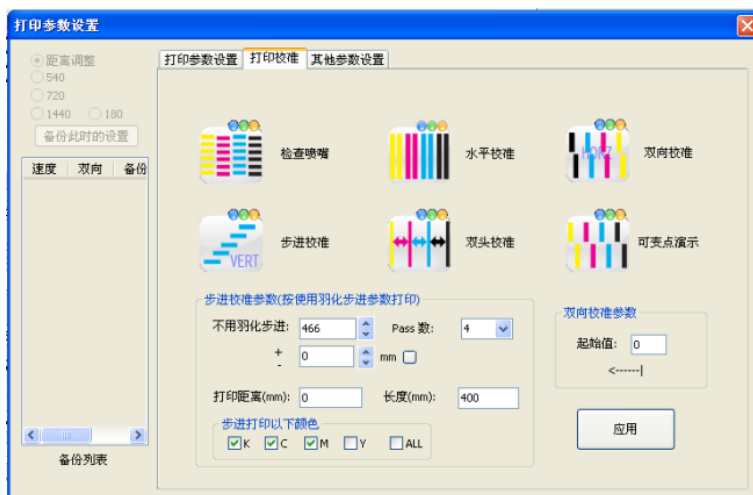 打印参数设置
距离调整
540
720
1440 180
备份此时的设置
速度 双向 备份
备份列表
打印参数设置 打印校准 其他参数设置
检查喷嘴 水平校准 HORZ 双向校准
VERT 步进校准 双头校准 可变点演示
步进校准参数(按使用羽化步进参数打印)
不用羽化步进: 466 Pass 数: 4
+
- 0 mm
打印距离(mm): 0 长度(mm): 400
步进打印以下颜色
K C M Y ALL
双向校准参数
起始值: 0
<------|
应用